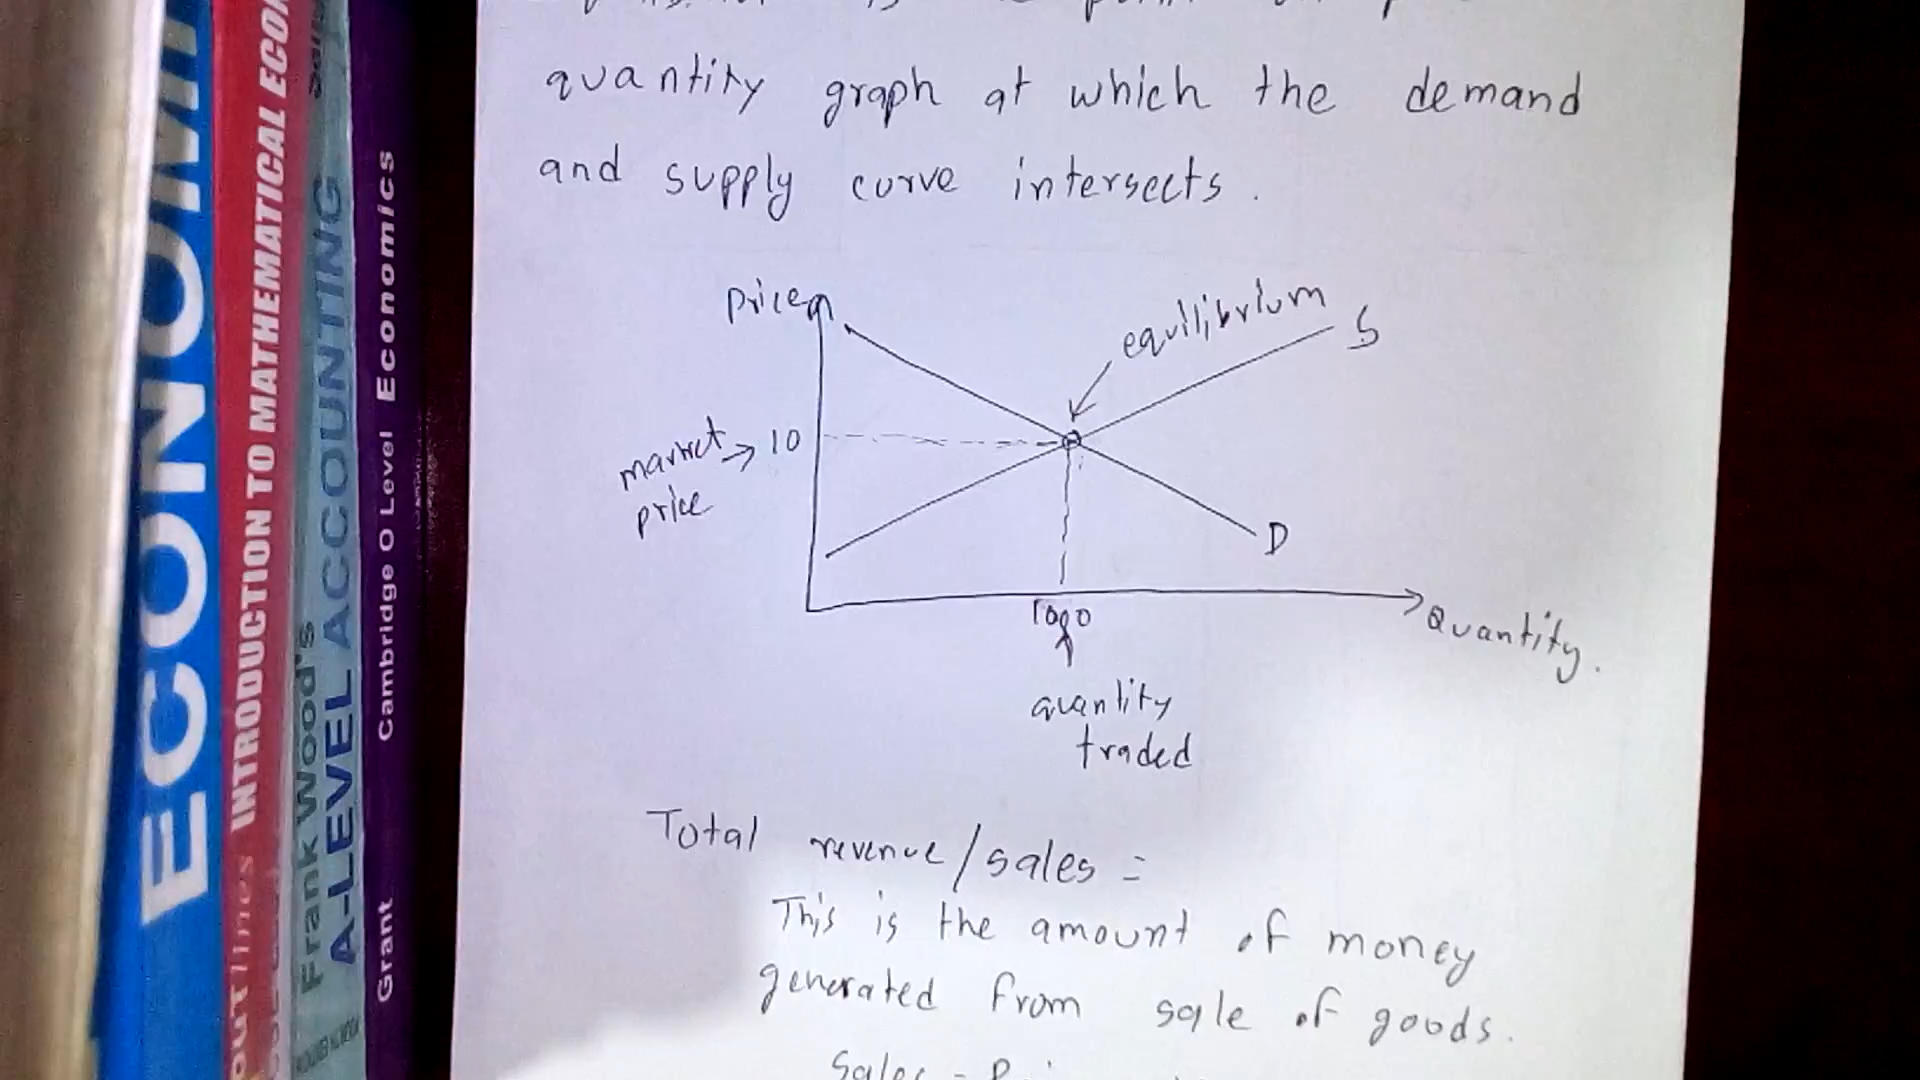 ECONOMI
INTRODUCTION TO MATHEMATICAL ECON
Frank Wood's
A-LEVEL ACCOUNTING
Grant
Cambridge O Level Economics
quantity graph at which the demand
and supply curve intersects.
price
equilibrium
S
market → 10
price
D
Quantity.
quantity
traded
Total revenue/sales =
This is the amount of money
generated from sale of goods.
Sales =